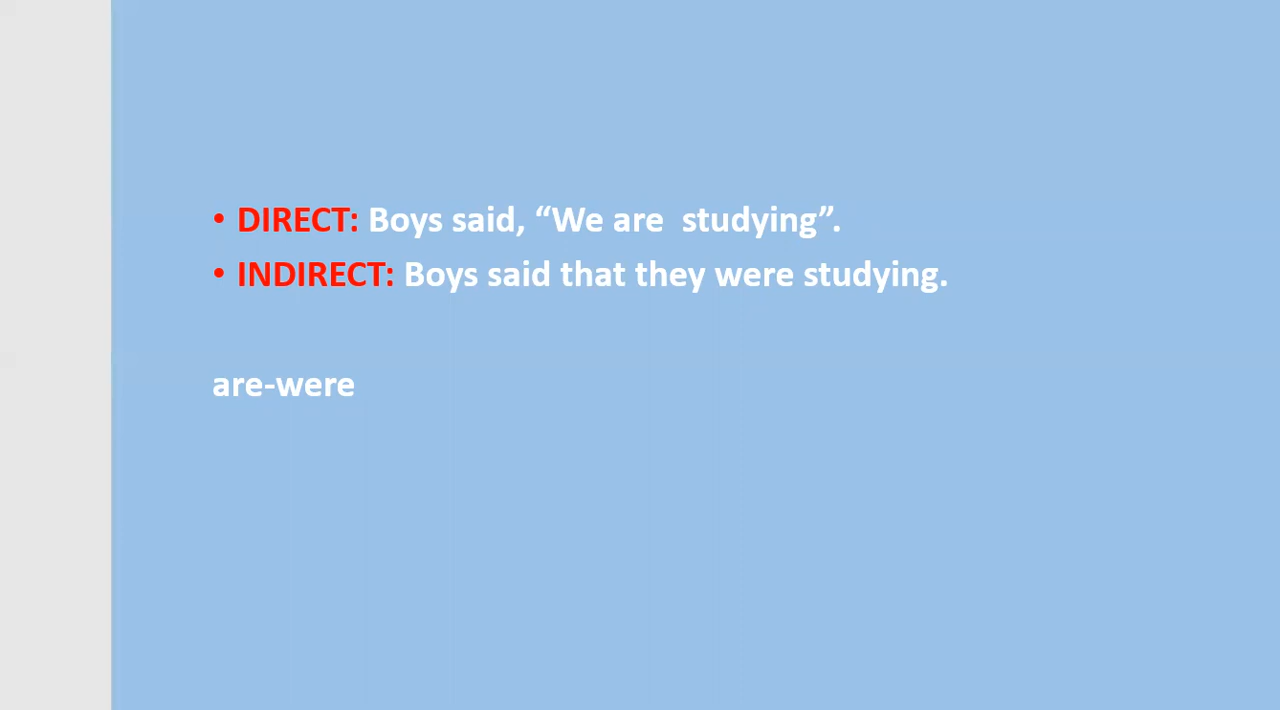 • DIRECT: Boys said, “We are  studying”.
• INDIRECT: Boys said that they were studying.
are-were